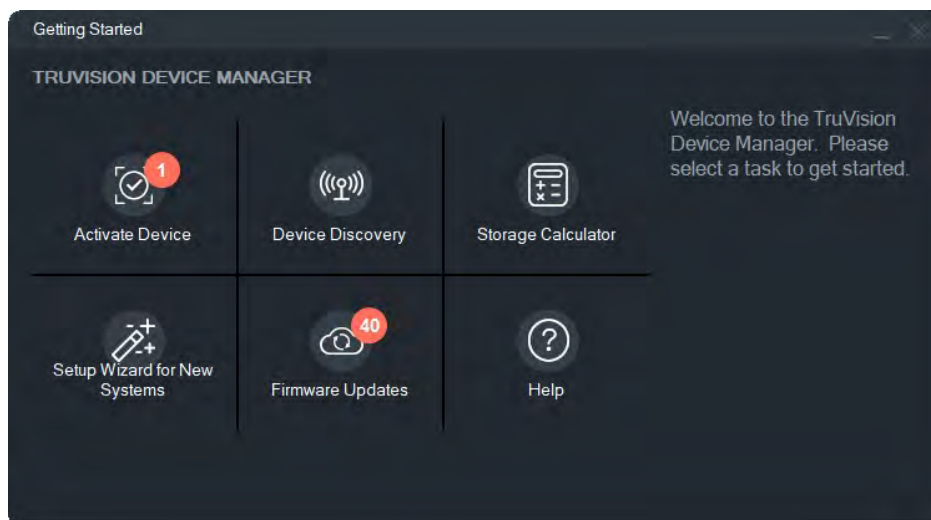 Getting Started
TRUVISION DEVICE MANAGER
Welcome to the TruVision
Device Manager. Please
select a task to get started.
1
Activate Device
Device Discovery
Storage Calculator
Setup Wizard for New
Systems
40
Firmware Updates
Help